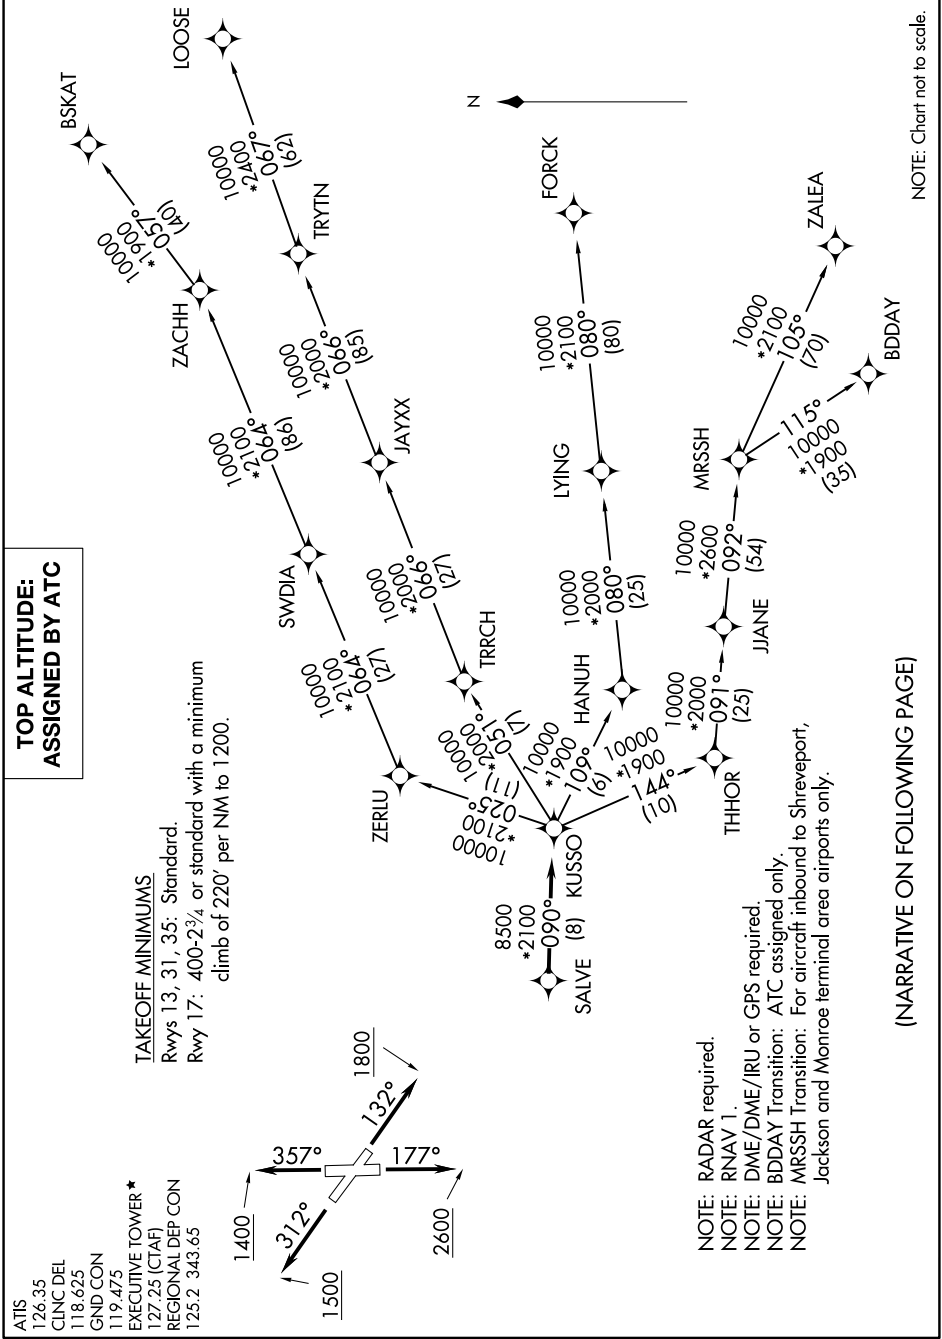 TOP ALTITUDE:
ASSIGNED BY ATC
ATIS
126.35
CLNC DEL
118.625
GND CON
119.475
EXECUTIVE TOWER★
127.25 (CTAF)
REGIONAL DEP CON
125.2 343.65
TAKEOFF MINIMUMS
Rwys 13, 31, 35: Standard.
Rwy 17: 400-2¾ or standard with a minimum
climb of 220' per NM to 1200.
1400
357°
312°
1500
132°
1800
177°
2600
SALVE
8500
*2100
090°
(8)
KUSSO
10000
*2100
025°
(11)
ZERLU
10000
*2100
064°
(27)
SWDIA
10000
*2100
064°
(86)
ZACHH
10000
*1900
057°
(40)
BSKAT
10000
*2000
051°
(7)
TRRCH
10000
*2000
066°
(27)
JAYXX
10000
*2000
066°
(85)
TRYTN
10000
*2400
067°
(62)
LOOSE
10000
*1900
109°
(6)
HANUH
10000
*2000
080°
(25)
LYING
10000
*2100
080°
(80)
FORCK
10000
*1900
144°
(10)
THHOR
10000
*2000
091°
(25)
JJANE
10000
*2600
092°
(54)
MRSSH
10000
*2100
105°
(70)
ZALEA
115°
10000
*1900
(35)
BDDAY
N
NOTE: RADAR required.
NOTE: RNAV 1.
NOTE: DME/DME/IRU or GPS required.
NOTE: BDDAY Transition: ATC assigned only.
NOTE: MRSSH Transition: For aircraft inbound to Shreveport,
Jackson and Monroe terminal area airports only.
(NARRATIVE ON FOLLOWING PAGE)
NOTE: Chart not to scale.